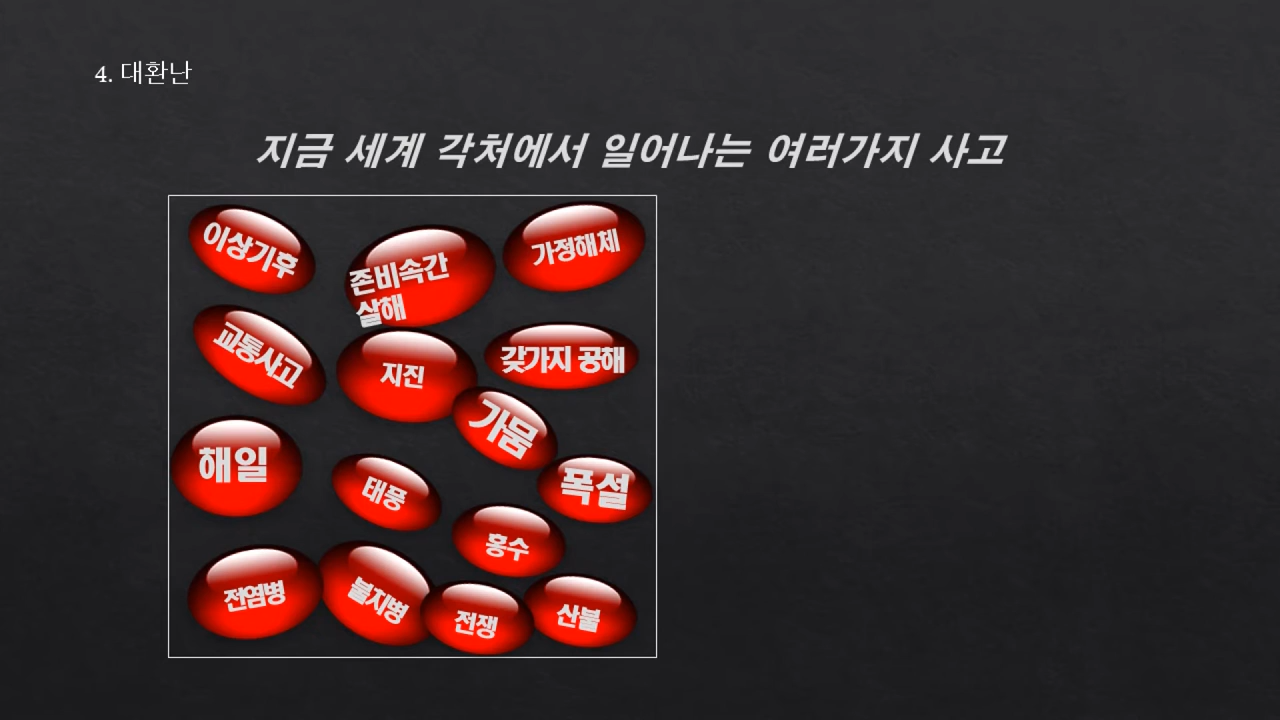 4. 대환난
지금 세계 각처에서 일어나는 여러가지 사고
이상기후
존비속간
살해
가정해체
교통사고
지진
갖가지 공해
가뭄
해일
태풍
폭설
홍수
전염병
불치병
전쟁
산불